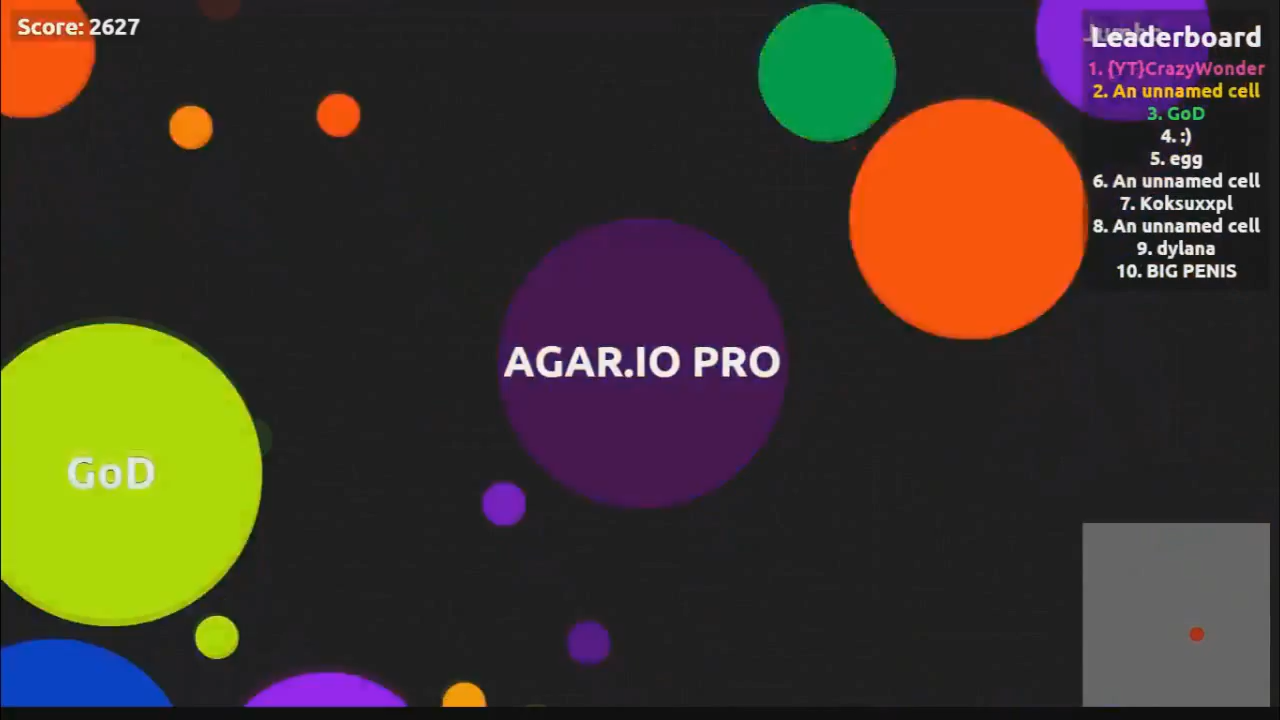 Score: 2627
Leaderboard
1. {YT}CrazyWonder
2. An unnamed cell
3. GoD
4. :)
5. egg
6. An unnamed cell
7. Koksuxxpl
8. An unnamed cell
9. dylana
10. BIG PENIS
AGAR.IO PRO
GoD